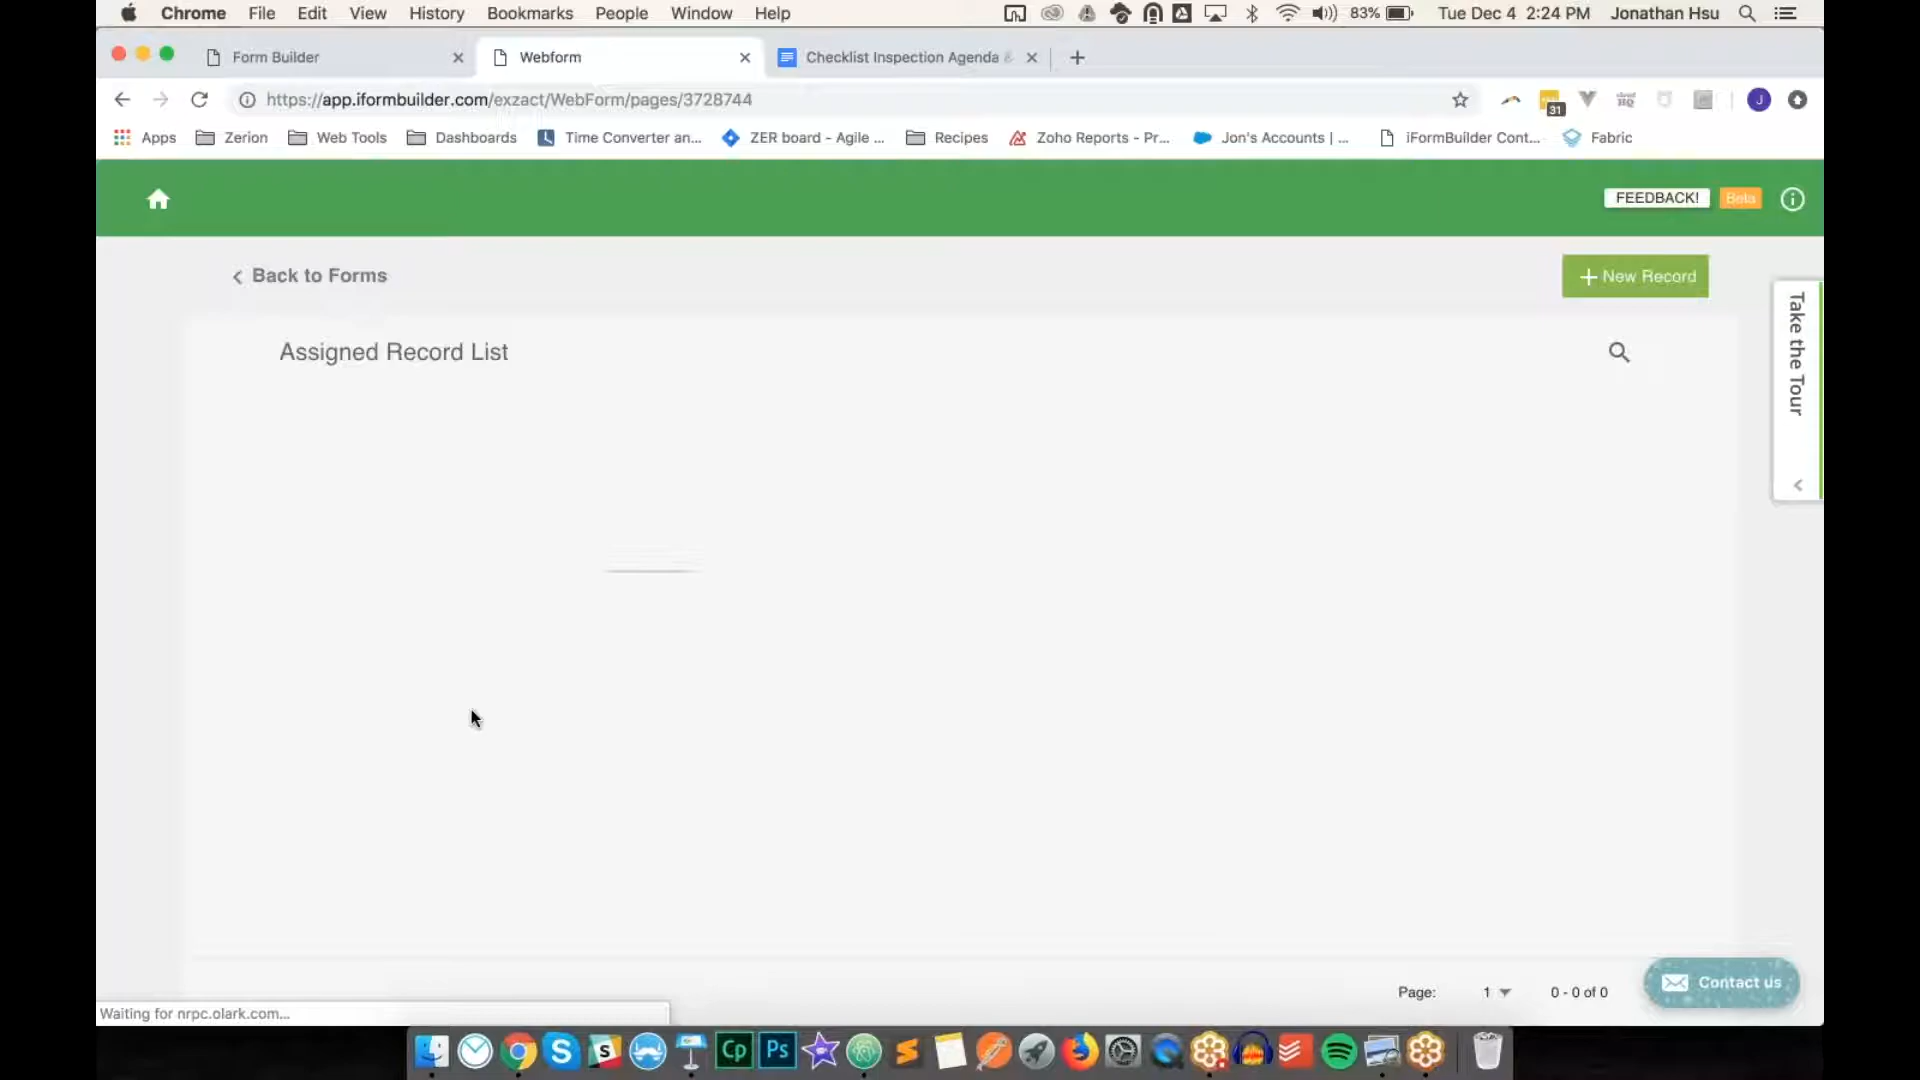 Chrome File Edit View History Bookmarks People Window Help 83% Tue Dec 4 2:24 PM Jonathan Hsu
Form Builder
Webform
Checklist Inspection Agenda &
https://app.iformbuilder.com/exzact/WebForm/pages/3728744
31
J
Apps Zerion Web Tools Dashboards Time Converter an... ZER board - Agile ... Recipes Zoho Reports - Pr... Jon's Accounts | ... iFormBuilder Cont... Fabric
FEEDBACK! Beta
Back to Forms
+ New Record
Take the Tour
Assigned Record List
Page: 1 0 - 0 of 0
Contact us
Waiting for nrpc.olark.com...
S S Cp Ps